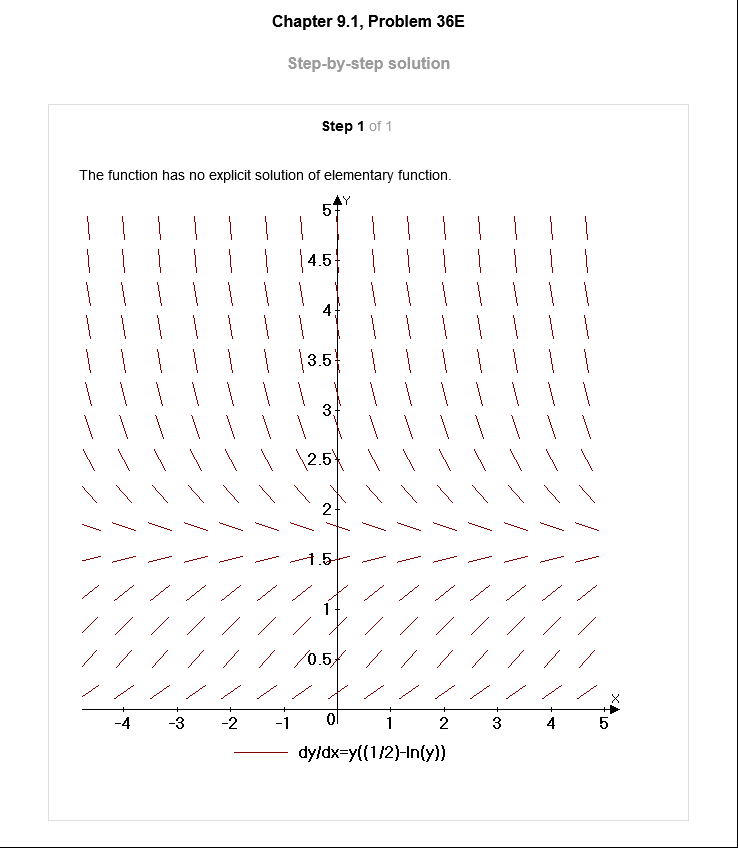 Chapter 9.1, Problem 36E
Step-by-step solution
Step 1 of 1
The function has no explicit solution of elementary function.
Y
5
4.5
4
3.5
3
2.5
2
1.5
1
0.5
X
-4 -3 -2 -1 0 1 2 3 4 5
dy/dx=y((1/2)-ln(y))